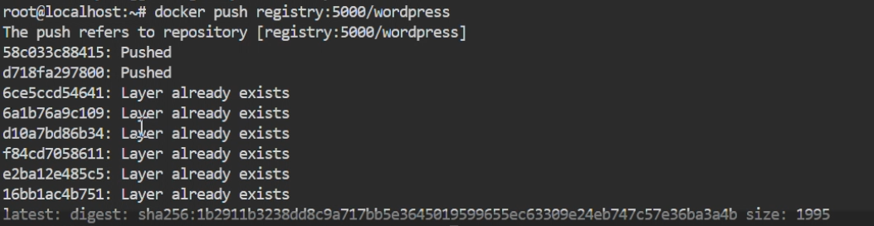 root@localhost:~# docker push registry:5000/wordpress
The push refers to repository [registry:5000/wordpress]
58c033c88415: Pushed
d718fa297800: Pushed
6ce5ccd54641: Layer already exists
6a1b76a9c109: Layer already exists
d10a7bd86b34: Layer already exists
f84cd7058611: Layer already exists
e2ba12e485c5: Layer already exists
16bb1ac4b751: Layer already exists
latest: digest: sha256:1b2911b3238dd8c9a717bb5e3645019599655ec63309e24eb747c57e36ba3a4b size: 1995